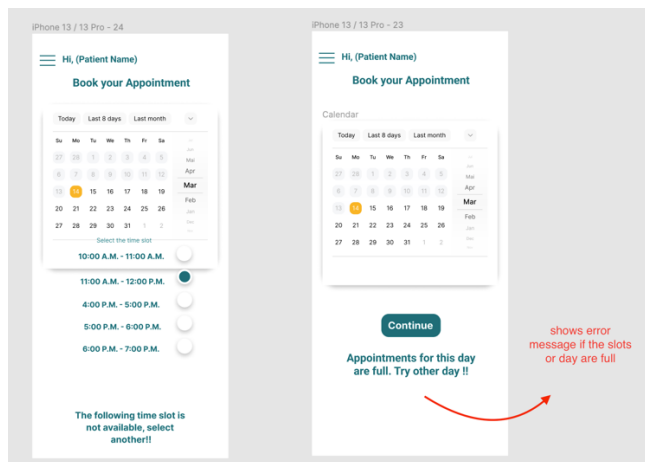 iPhone 13 / 13 Pro - 24
Hi, (Patient Name)
Book your Appointment
Today Last 8 days Last month
Su Mo Tu We Th Fr Sa
27 28 1 2 3 4 5
6 7 8 9 10 11 12
13 14 15 16 17 18 19
20 21 22 23 24 25 26
27 28 29 30 31 1 2
Jun
Mai
Apr
Mar
Feb
Jan
Select the time slot
10:00 A.M. - 11:00 A.M.
11:00 A.M. - 12:00 P.M.
4:00 P.M. - 5:00 P.M.
5:00 P.M. - 6:00 P.M.
6:00 P.M. - 7:00 P.M.
The following time slot is
not available, select
another!!
iPhone 13 / 13 Pro - 23
Hi, (Patient Name)
Book your Appointment
Calendar
Today Last 8 days Last month
Su Mo Tu We Th Fr Sa
27 28 1 2 3 4 5
6 7 8 9 10 11 12
13 14 15 16 17 18 19
20 21 22 23 24 25 26
27 28 29 30 31 1 2
Jun
Mai
Apr
Mar
Feb
Jan
Continue
Appointments for this day
are full. Try other day !!
shows error
message if the slots
or day are full